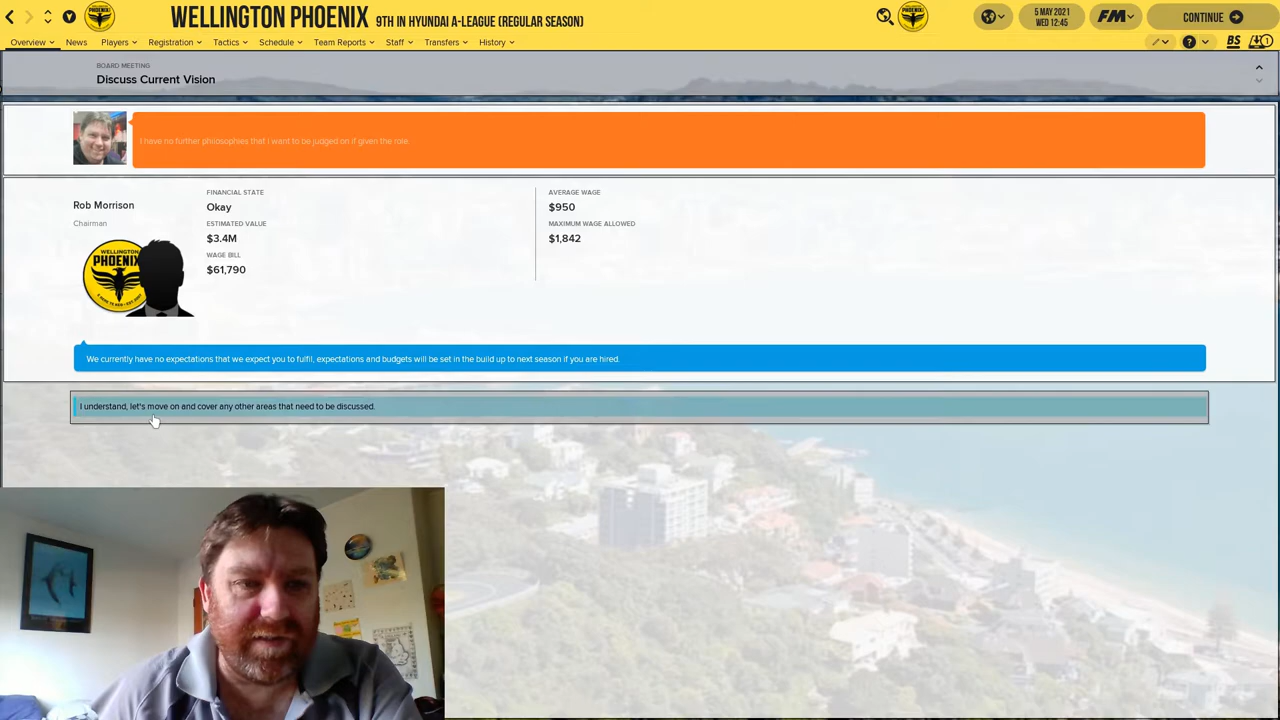 WELLINGTON PHOENIX 9TH IN HYUNDAI A-LEAGUE (REGULAR SEASON)
5 MAY 2021
WED 12:45
FM
CONTINUE
Overview
News
Players
Registration
Tactics
Schedule
Team Reports
Staff
Transfers
History
BS
1
BOARD MEETING
Discuss Current Vision
I have no further philosophies that I want to be judged on if given the role.
Rob Morrison
Chairman
WELLINGTON
PHOENIX
FINANCIAL STATE
Okay
ESTIMATED VALUE
$3.4M
WAGE BILL
$61,790
AVERAGE WAGE
$950
MAXIMUM WAGE ALLOWED
$1,842
We currently have no expectations that we expect you to fulfil, expectations and budgets will be set in the build up to next season if you are hired.
I understand, let's move on and cover any other areas that need to be discussed.